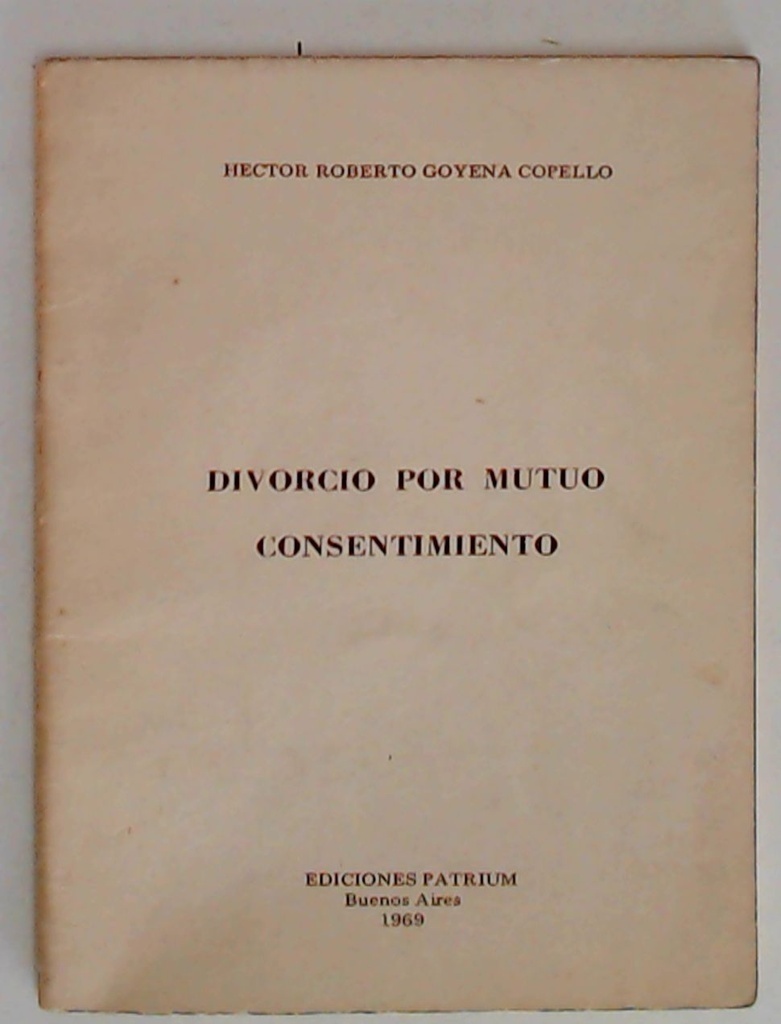 HECTOR ROBERTO GOYENA COPELLO
DIVORCIO POR MUTUO
CONSENTIMIENTO
EDICIONES PATRIUM
Buenos Aires
1969